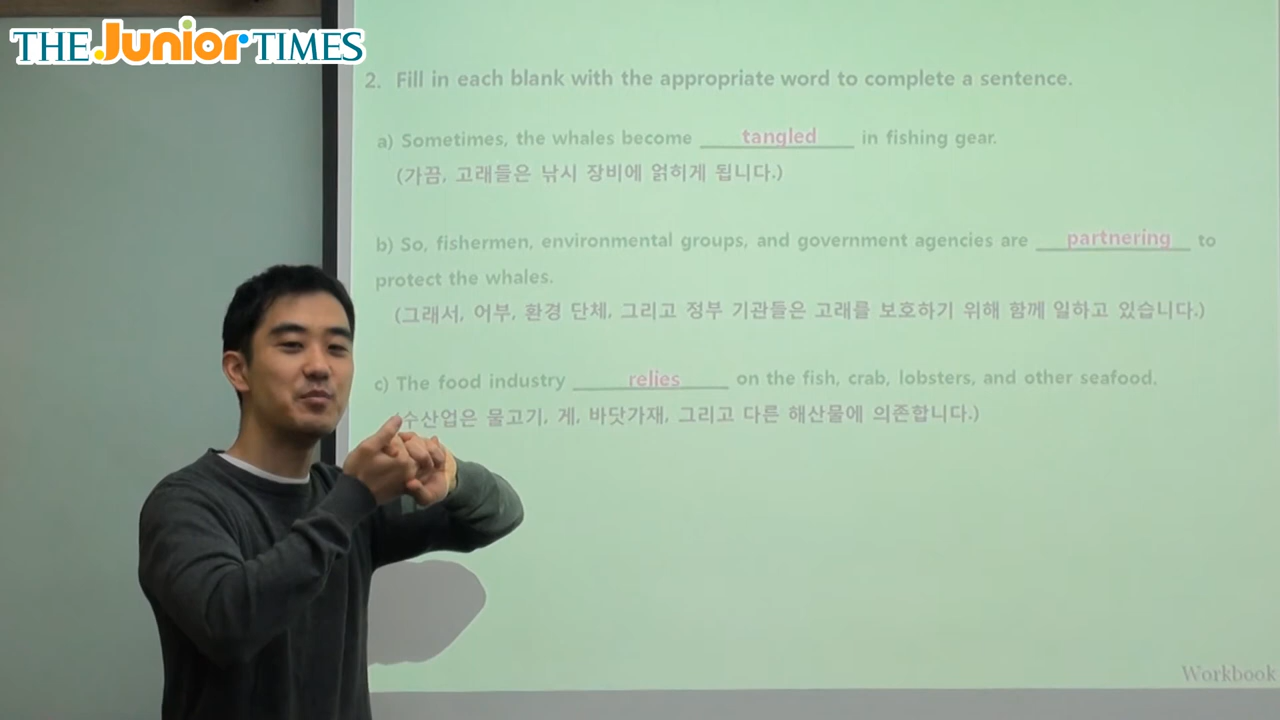 THE Junior TIMES
2. Fill in each blank with the appropriate word to complete a sentence.
a) Sometimes, the whales become tangled in fishing gear.
(가끔, 고래들은 낚시 장비에 얽히게 됩니다.)
b) So, fishermen, environmental groups, and government agencies are partnering to
protect the whales.
(그래서, 어부, 환경 단체, 그리고 정부 기관들은 고래를 보호하기 위해 함께 일하고 있습니다.)
c) The food industry relies on the fish, crab, lobsters, and other seafood.
(수산업은 물고기, 게, 바닷가재, 그리고 다른 해산물에 의존합니다.)
Workbook